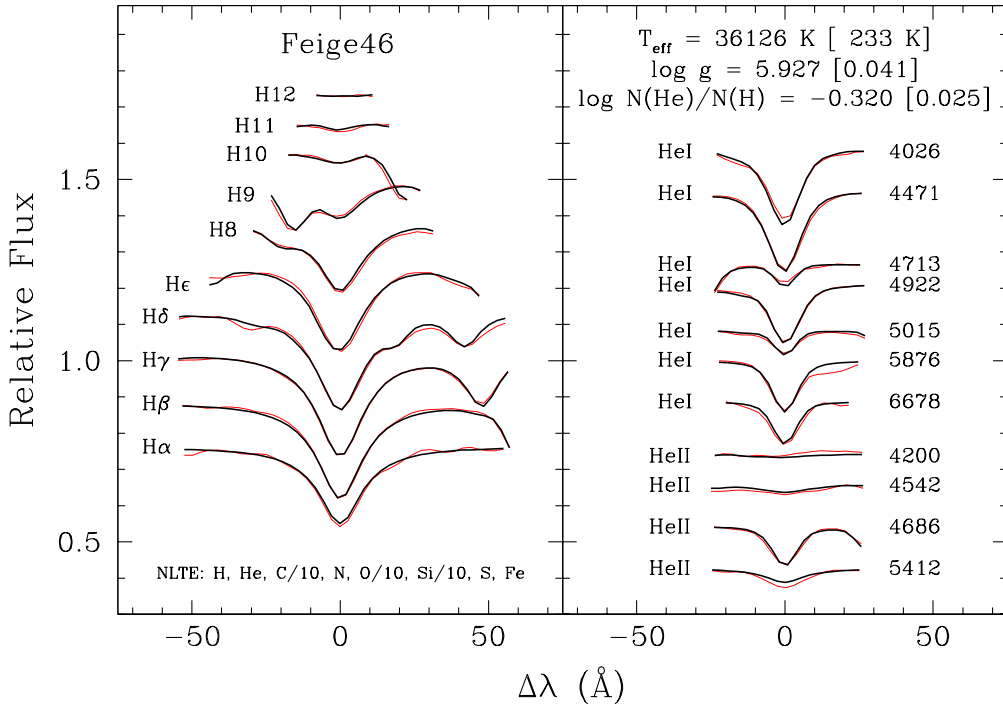 Feige46
H12
H11
H10
H9
H8
Hϵ
Hδ
Hγ
Hβ
Hα
NLTE: H, He, C/10, N, O/10, Si/10, S, Fe
T_eff = 36126 K [ 233 K]
log g = 5.927 [0.041]
log N(He)/N(H) = −0.320 [0.025]
HeI 4026
HeI 4471
HeI 4713
HeI 4922
HeI 5015
HeI 5876
HeI 6678
HeII 4200
HeII 4542
HeII 4686
HeII 5412
Relative Flux
1.5
1.0
0.5
−50 0 50
−50 0 50
Δλ (Å)